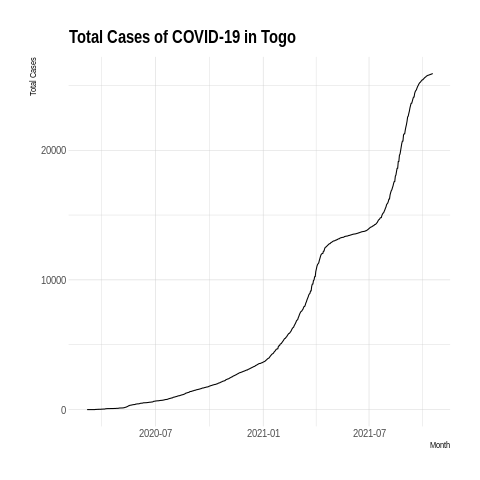 Total Cases of COVID-19 in Togo
Total Cases
20000
10000
0
2020-07 2021-01 2021-07
Month